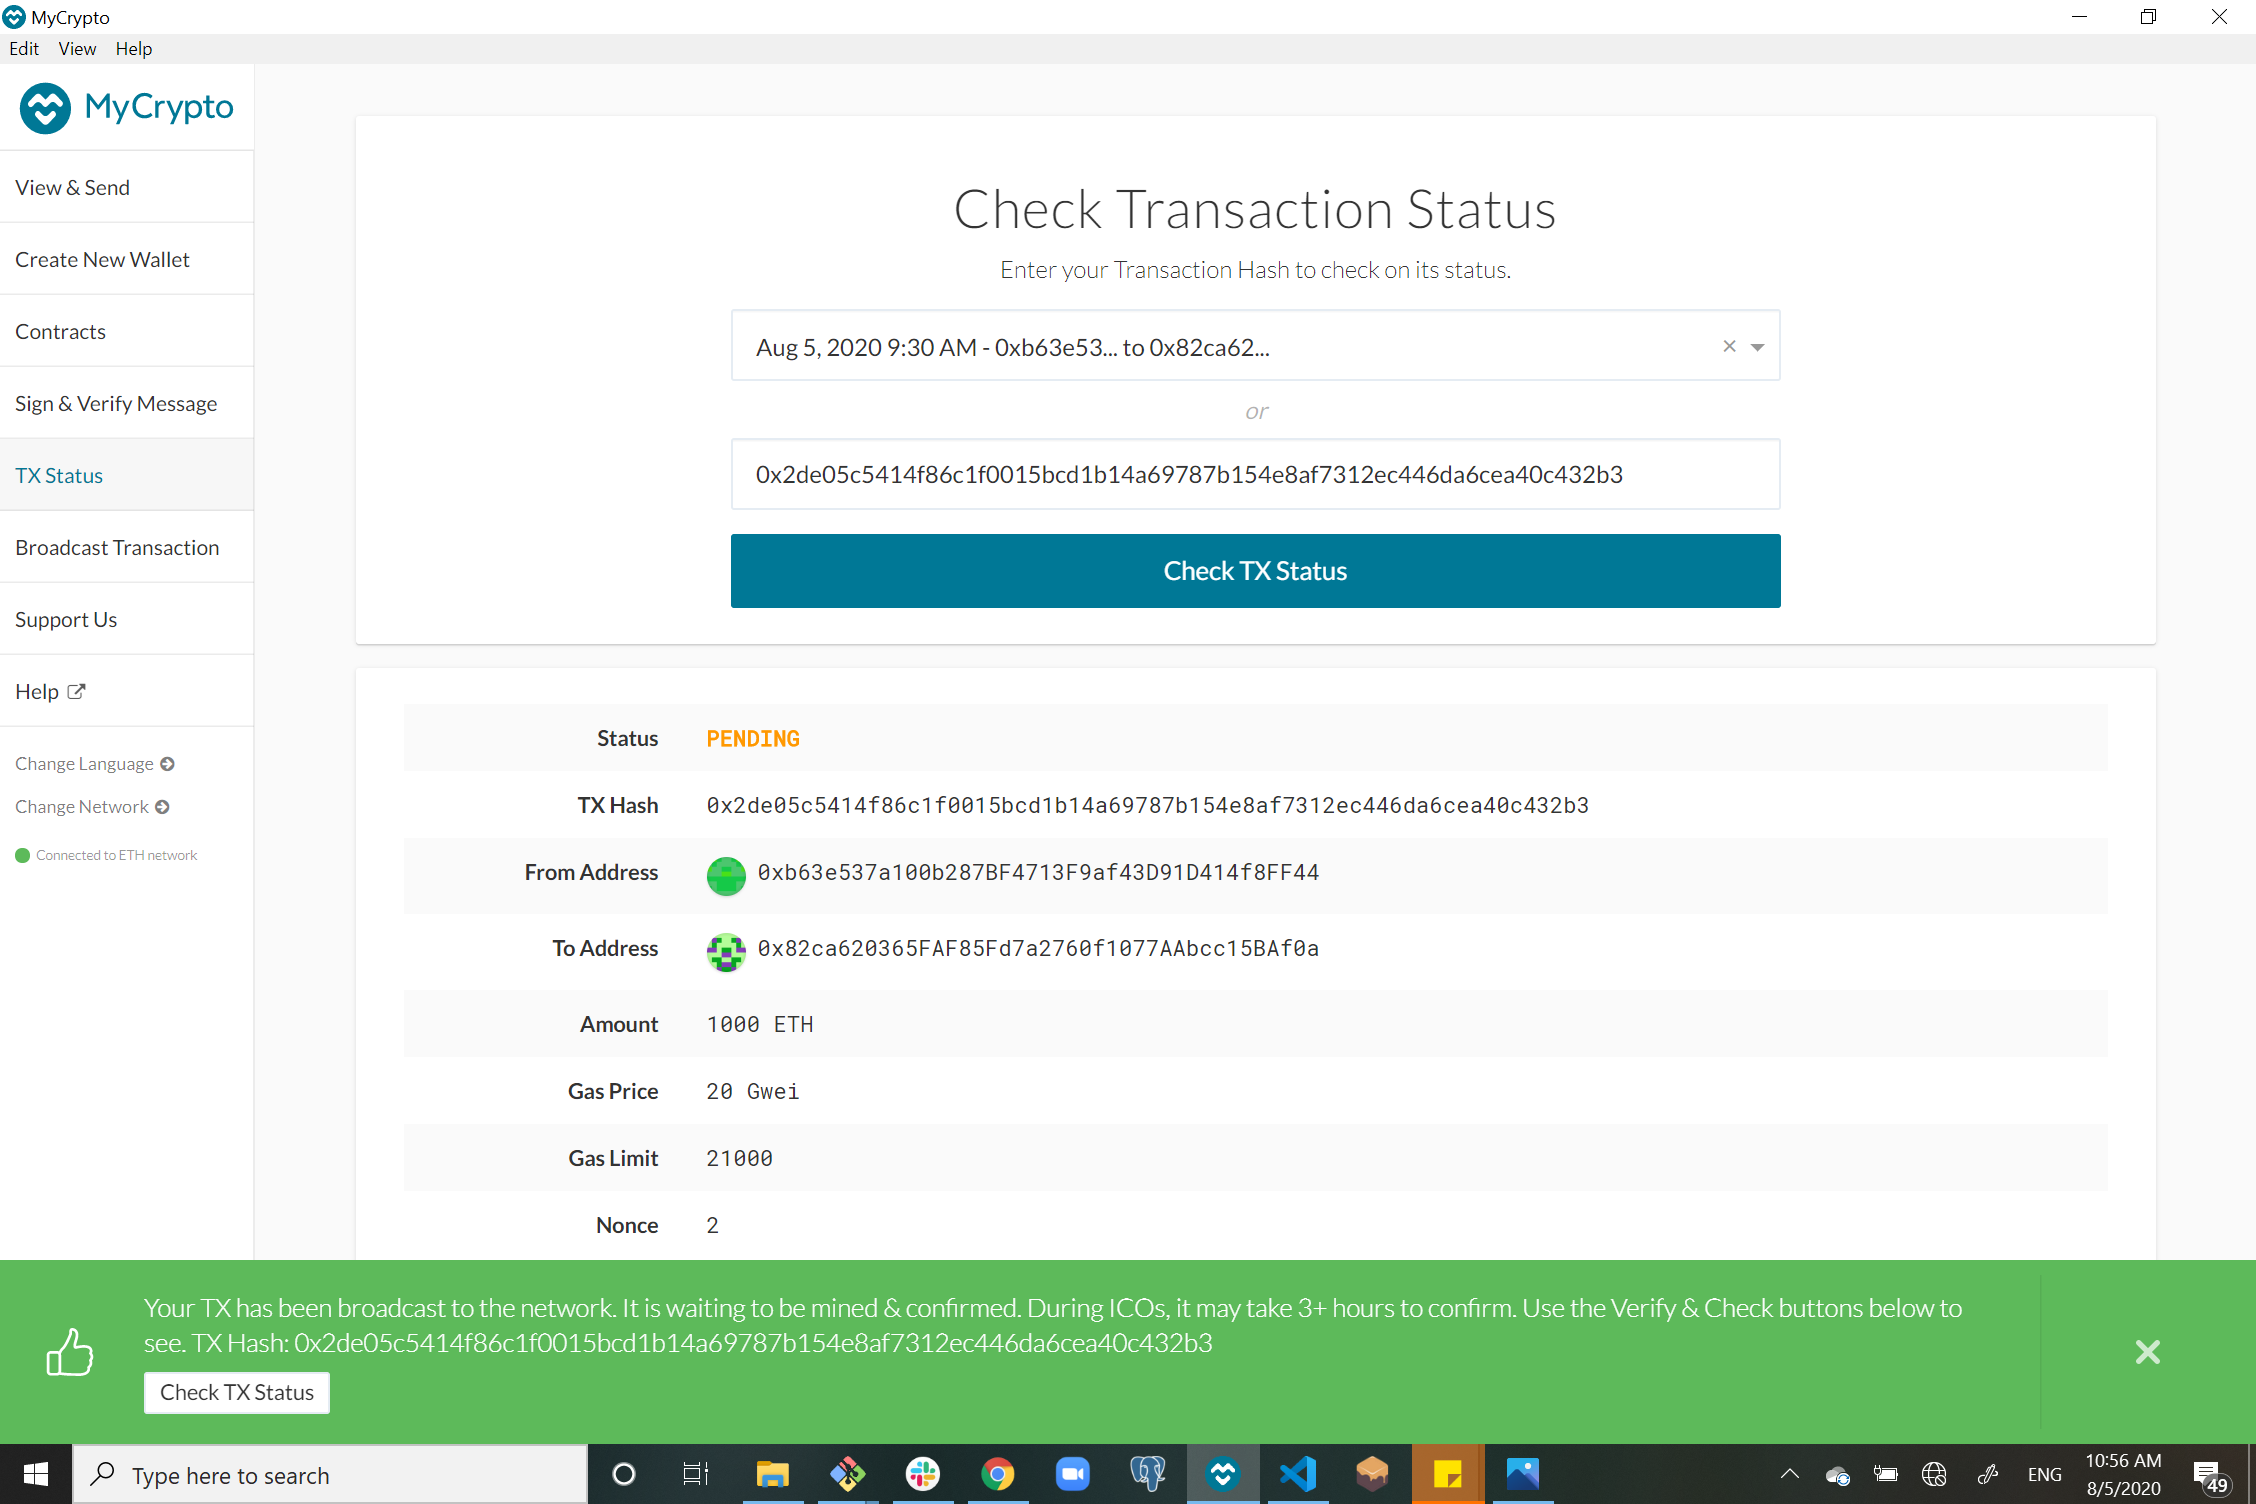 MyCrypto
Edit View Help
MyCrypto
View & Send
Create New Wallet
Contracts
Sign & Verify Message
TX Status
Broadcast Transaction
Support Us
Help
Change Language
Change Network
Connected to ETH network
Check Transaction Status
Enter your Transaction Hash to check on its status.
Aug 5, 2020 9:30 AM - 0xb63e53... to 0x82ca62...
or
0x2de05c5414f86c1f0015bcd1b14a69787b154e8af7312ec446da6cea40c432b3
Check TX Status
Status PENDING
TX Hash 0x2de05c5414f86c1f0015bcd1b14a69787b154e8af7312ec446da6cea40c432b3
From Address 0xb63e537a100b287BF4713F9af43D91D414f8FF44
To Address 0x82ca620365FAF85Fd7a2760f1077AAbcc15BAf0a
Amount 1000 ETH
Gas Price 20 Gwei
Gas Limit 21000
Nonce 2
Your TX has been broadcast to the network. It is waiting to be mined & confirmed. During ICOs, it may take 3+ hours to confirm. Use the Verify & Check buttons below to
see. TX Hash: 0x2de05c5414f86c1f0015bcd1b14a69787b154e8af7312ec446da6cea40c432b3
Check TX Status
Type here to search
ENG
10:56 AM
8/5/2020
49